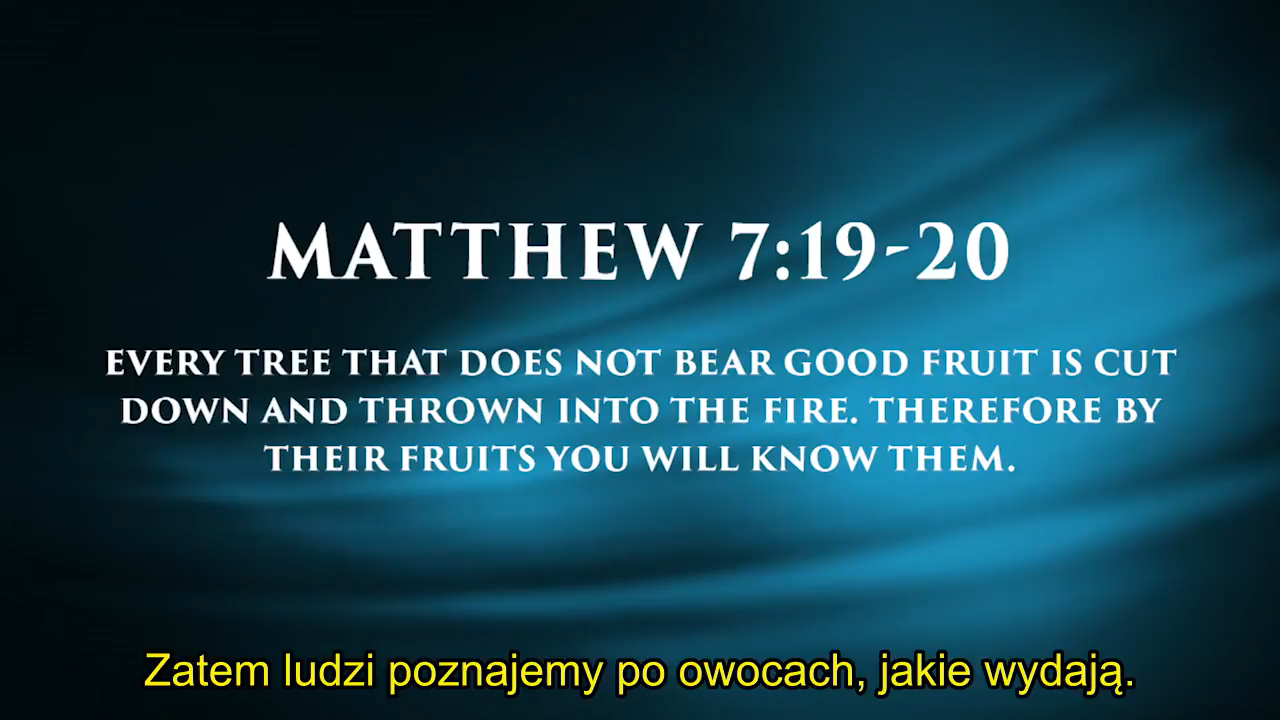 MATTHEW 7:19-20
EVERY TREE THAT DOES NOT BEAR GOOD FRUIT IS CUT
DOWN AND THROWN INTO THE FIRE. THEREFORE BY
THEIR FRUITS YOU WILL KNOW THEM.
Zatem ludzi poznajemy po owocach, jakie wydają.